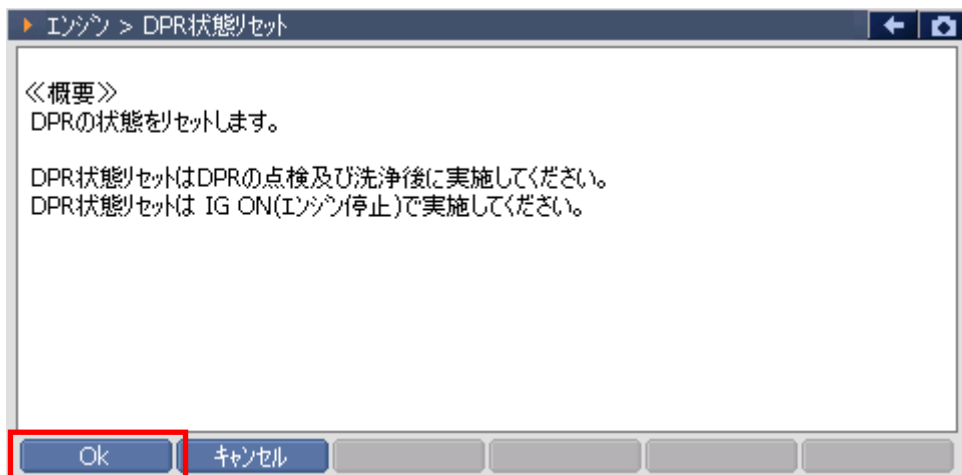 エンジン > DPR状態リセット
≪概要≫
DPRの状態をリセットします。
DPR状態リセットはDPRの点検及び洗浄後に実施してください。
DPR状態リセットは IG ON(エンジン停止)で実施してください。
Ok
キャンセル